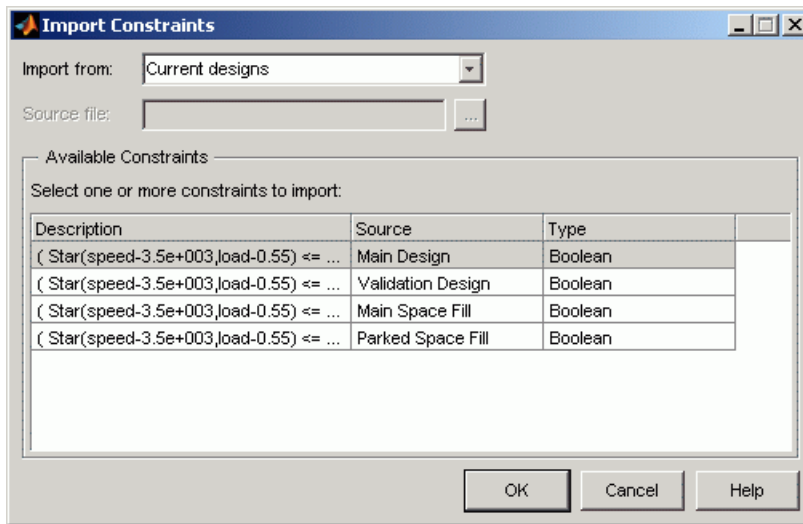 Import Constraints
Import from: Current designs
Source file: ...
Available Constraints
Select one or more constraints to import:
Description Source Type
( Star(speed-3.5e+003,load-0.55) <= ... Main Design Boolean
( Star(speed-3.5e+003,load-0.55) <= ... Validation Design Boolean
( Star(speed-3.5e+003,load-0.55) <= ... Main Space Fill Boolean
( Star(speed-3.5e+003,load-0.55) <= ... Parked Space Fill Boolean
OK Cancel Help